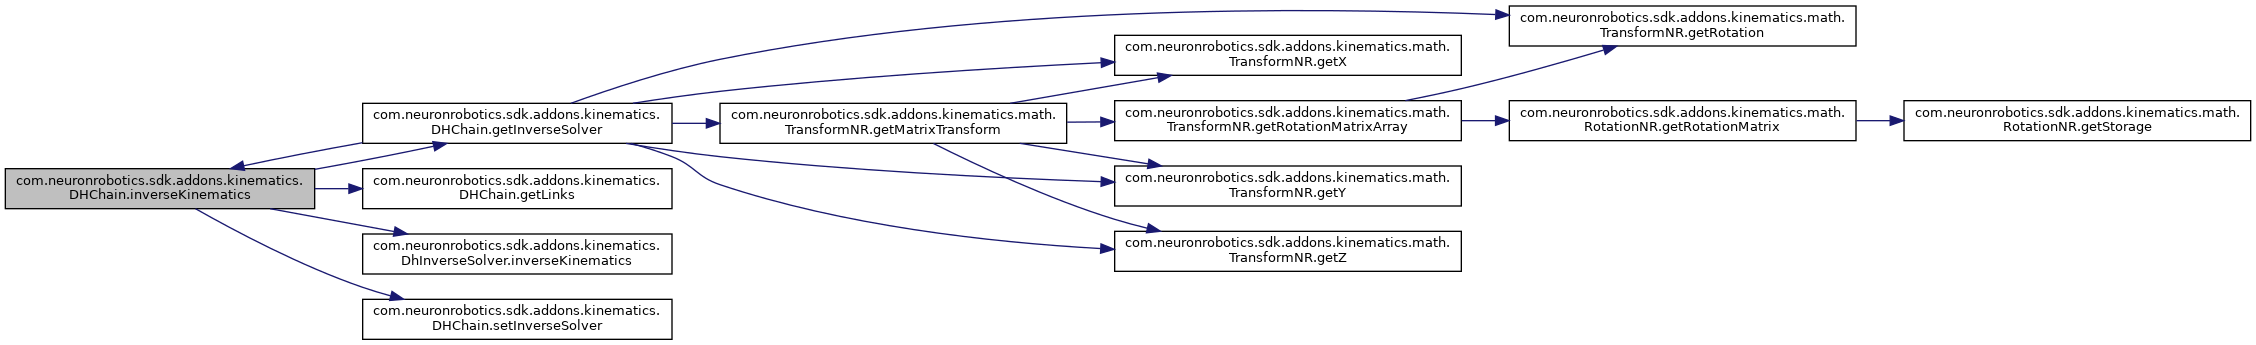 com.neuronrobotics.sdk.addons.kinematics.
DHChain.inverseKinematics
com.neuronrobotics.sdk.addons.kinematics.
DHChain.getInverseSolver
com.neuronrobotics.sdk.addons.kinematics.
DHChain.getLinks
com.neuronrobotics.sdk.addons.kinematics.
DhInverseSolver.inverseKinematics
com.neuronrobotics.sdk.addons.kinematics.
DHChain.setInverseSolver
com.neuronrobotics.sdk.addons.kinematics.math.
TransformNR.getMatrixTransform
com.neuronrobotics.sdk.addons.kinematics.math.
TransformNR.getX
com.neuronrobotics.sdk.addons.kinematics.math.
TransformNR.getRotationMatrixArray
com.neuronrobotics.sdk.addons.kinematics.math.
TransformNR.getY
com.neuronrobotics.sdk.addons.kinematics.math.
TransformNR.getZ
com.neuronrobotics.sdk.addons.kinematics.math.
TransformNR.getRotation
com.neuronrobotics.sdk.addons.kinematics.math.
RotationNR.getRotationMatrix
com.neuronrobotics.sdk.addons.kinematics.math.
RotationNR.getStorage